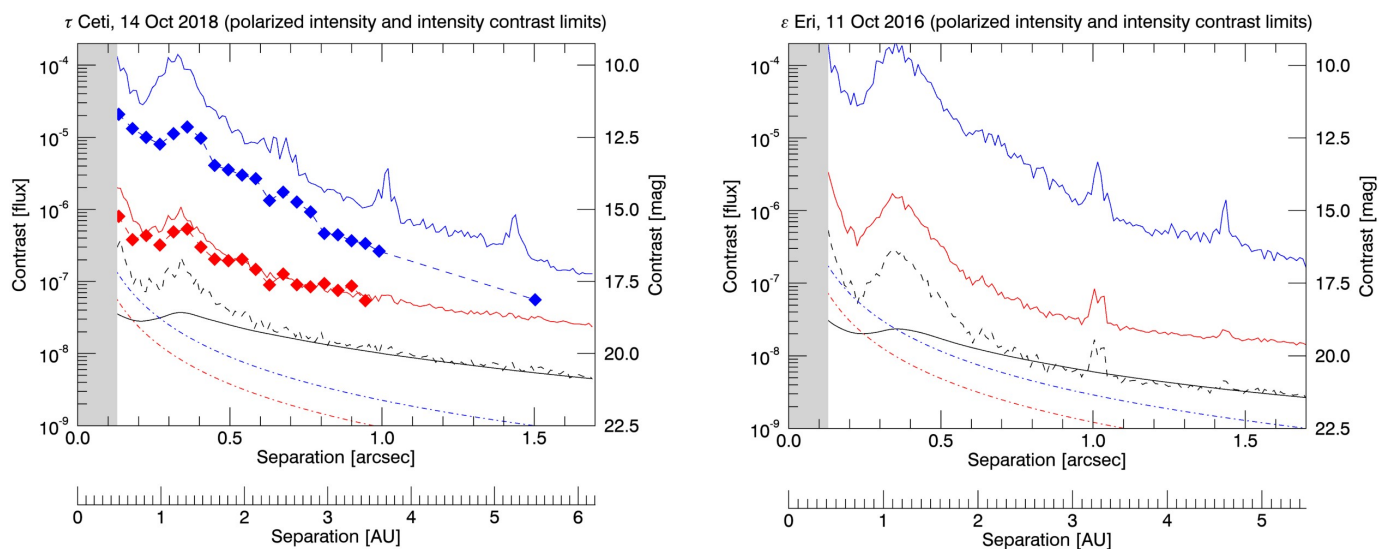 τ Ceti, 14 Oct 2018 (polarized intensity and intensity contrast limits)
10^-4
10^-5
10^-6
10^-7
10^-8
10^-9
Contrast [flux]
10.0
12.5
15.0
17.5
20.0
22.5
Contrast [mag]
0.0 0.5 1.0 1.5
Separation [arcsec]
0 1 2 3 4 5 6
Separation [AU]
ε Eri, 11 Oct 2016 (polarized intensity and intensity contrast limits)
10^-4
10^-5
10^-6
10^-7
10^-8
10^-9
Contrast [flux]
10.0
12.5
15.0
17.5
20.0
22.5
Contrast [mag]
0.0 0.5 1.0 1.5
Separation [arcsec]
0 1 2 3 4 5
Separation [AU]